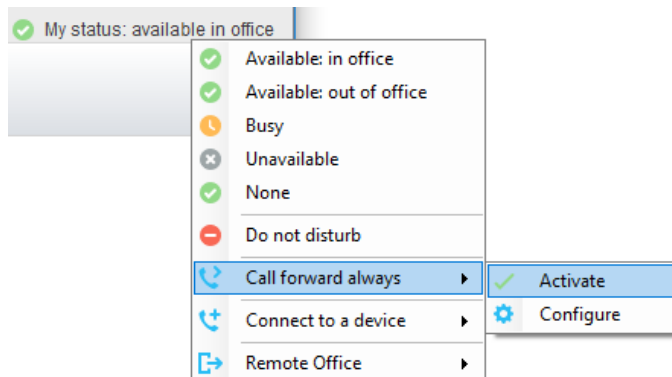 My status: available in office
Available: in office
Available: out of office
Busy
Unavailable
None
Do not disturb
Call forward always
Activate
Configure
Connect to a device
Remote Office